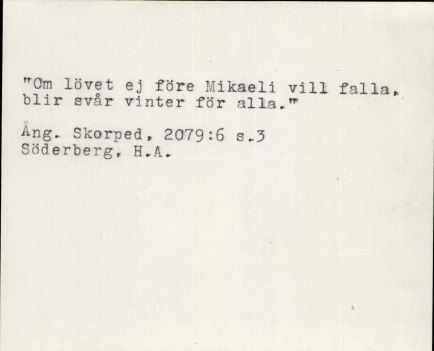 "Om lövet ej före Mikaeli vill falla,
blir svår vinter för alla."
Ång. Skorped, 2079:6 s.3
Söderberg, H.A.